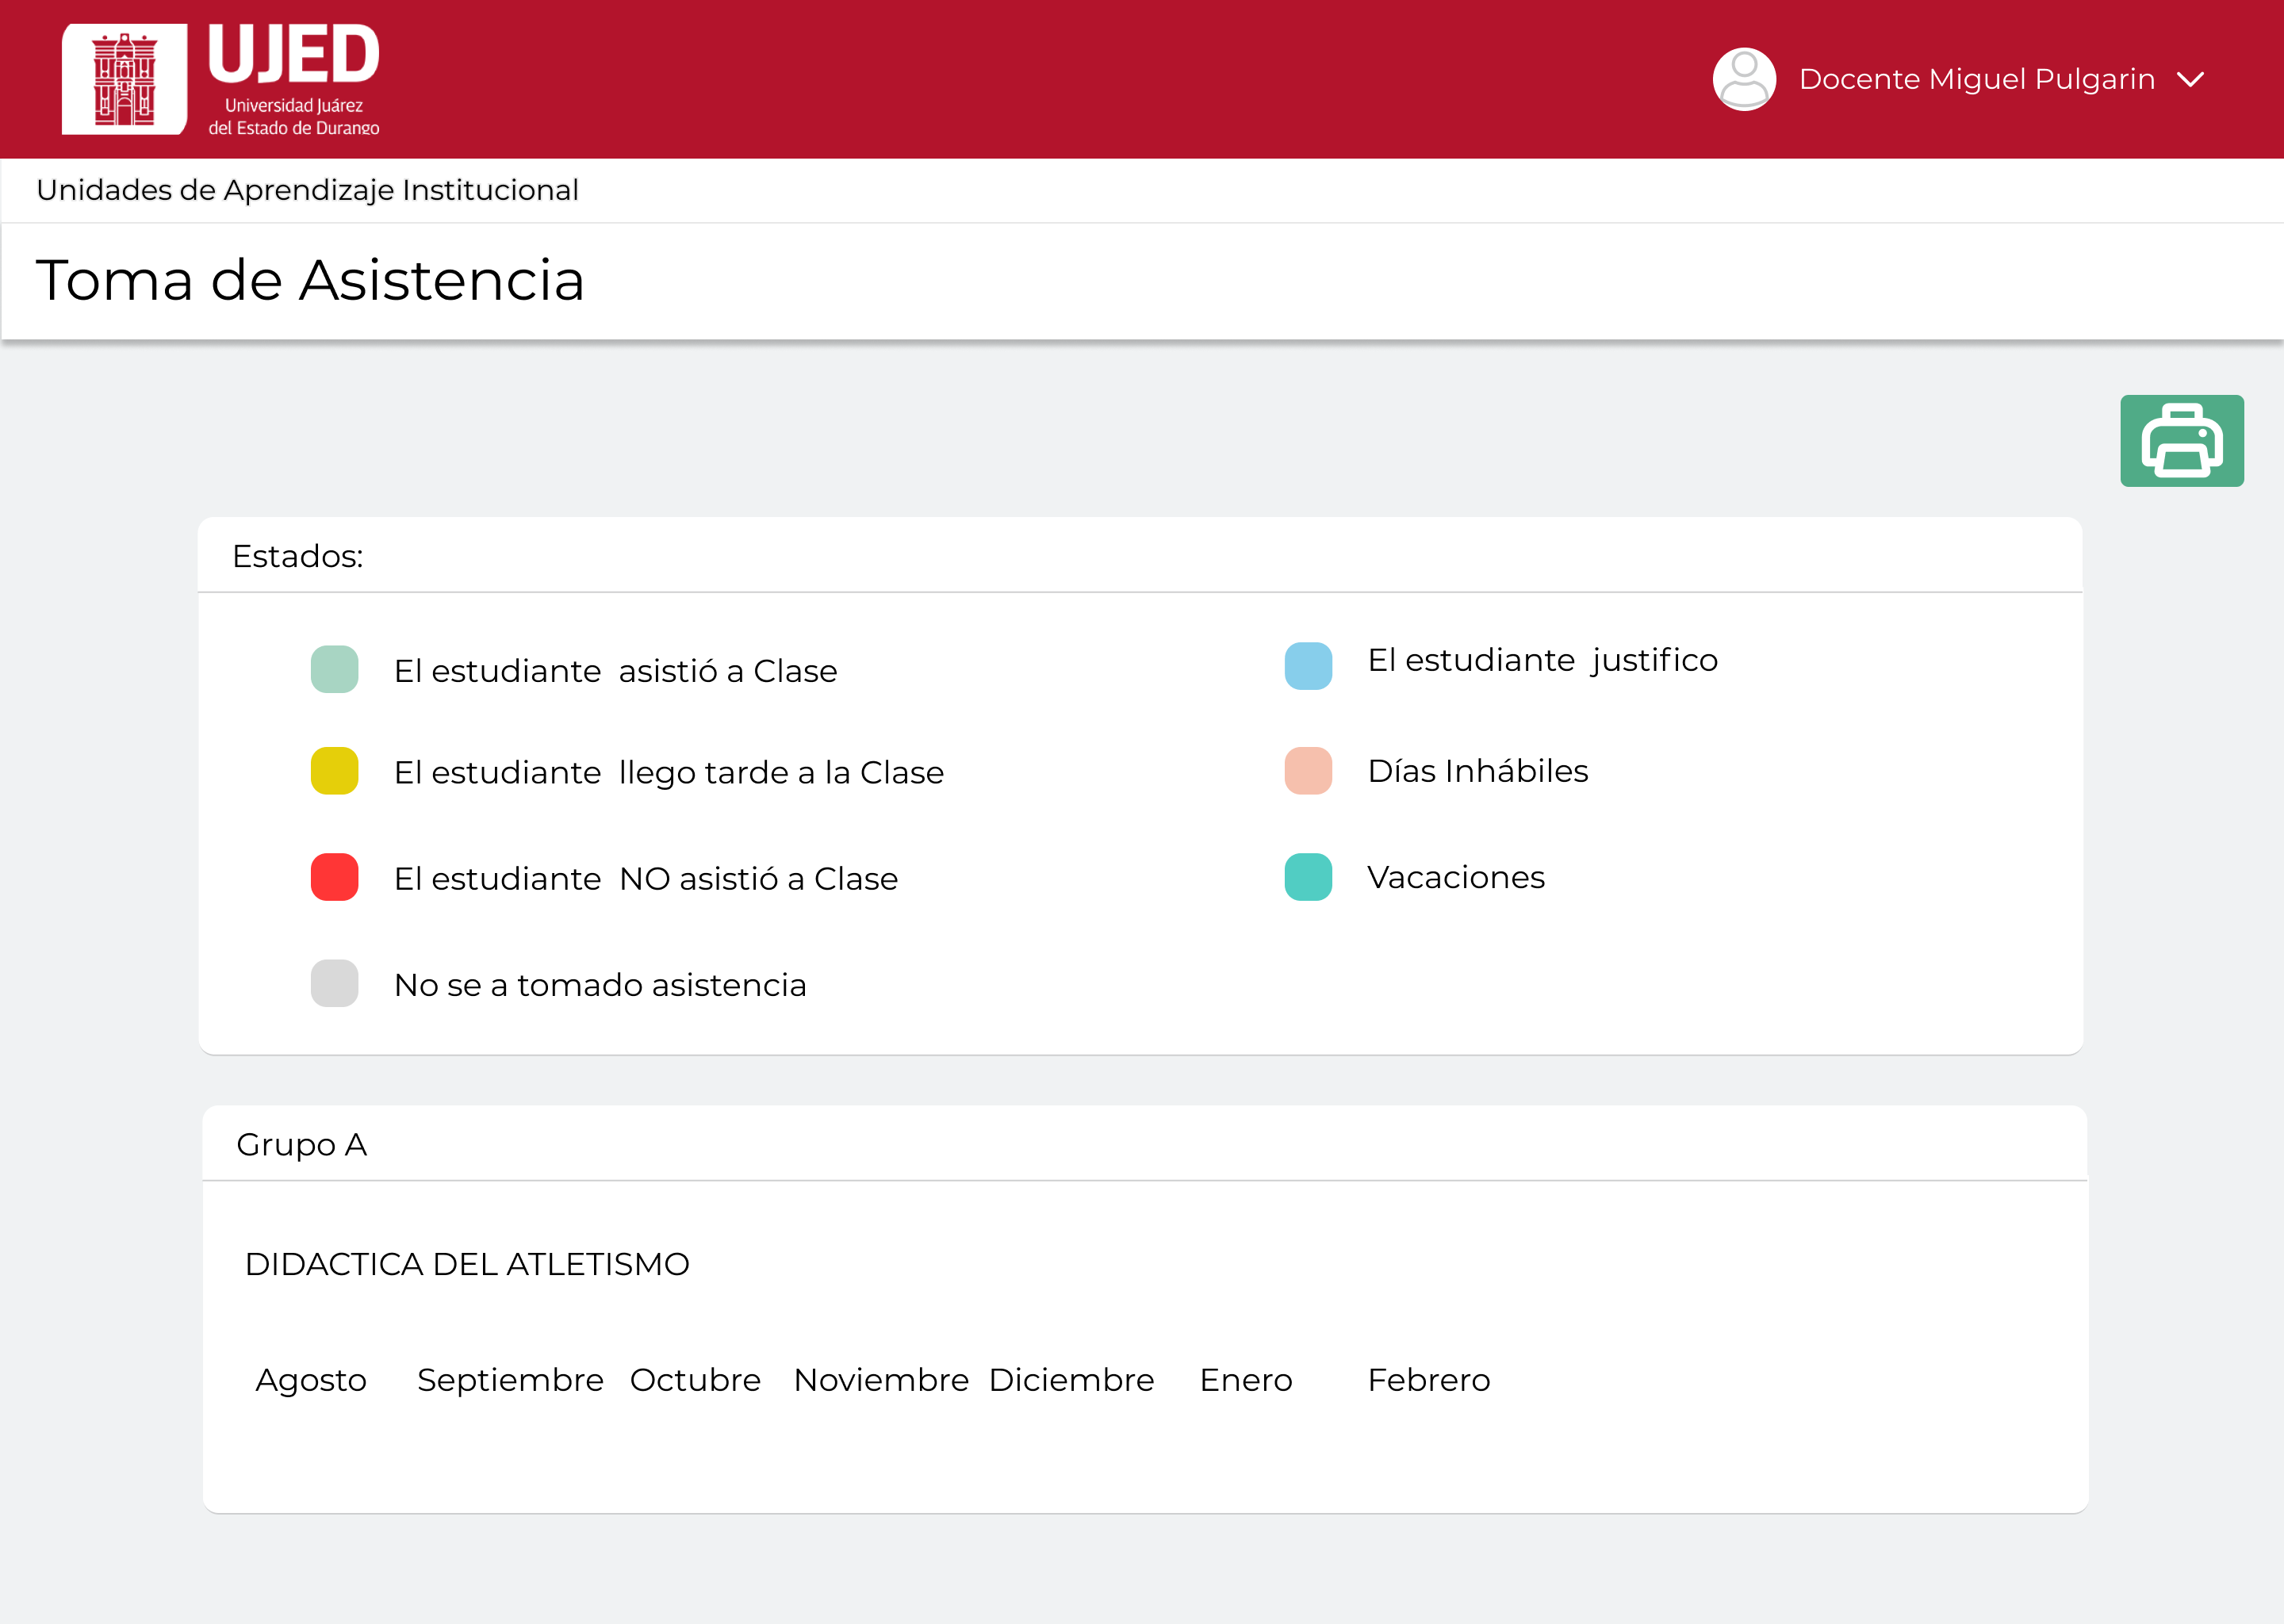 UJED
Universidad Juárez
del Estado de Durango
Docente Miguel Pulgarin
Unidades de Aprendizaje Institucional
Toma de Asistencia
Estados:
El estudiante asistió a Clase
El estudiante llego tarde a la Clase
El estudiante NO asistió a Clase
No se a tomado asistencia
El estudiante justifico
Días Inhábiles
Vacaciones
Grupo A
DIDACTICA DEL ATLETISMO
Agosto Septiembre Octubre Noviembre Diciembre Enero Febrero